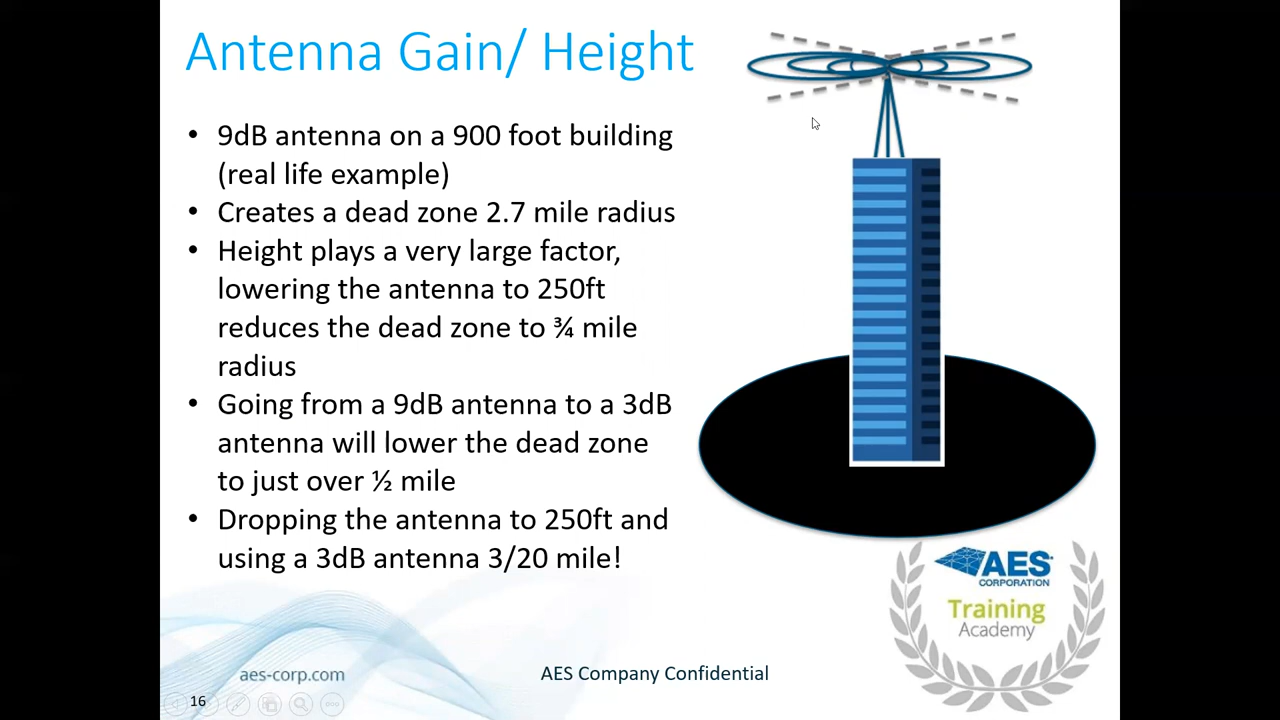 Antenna Gain/ Height
• 9dB antenna on a 900 foot building
(real life example)
• Creates a dead zone 2.7 mile radius
• Height plays a very large factor,
lowering the antenna to 250ft
reduces the dead zone to ¾ mile
radius
• Going from a 9dB antenna to a 3dB
antenna will lower the dead zone
to just over ½ mile
• Dropping the antenna to 250ft and
using a 3dB antenna 3/20 mile!
AES
CORPORATION
Training
Academy
aes-corp.com
AES Company Confidential
16